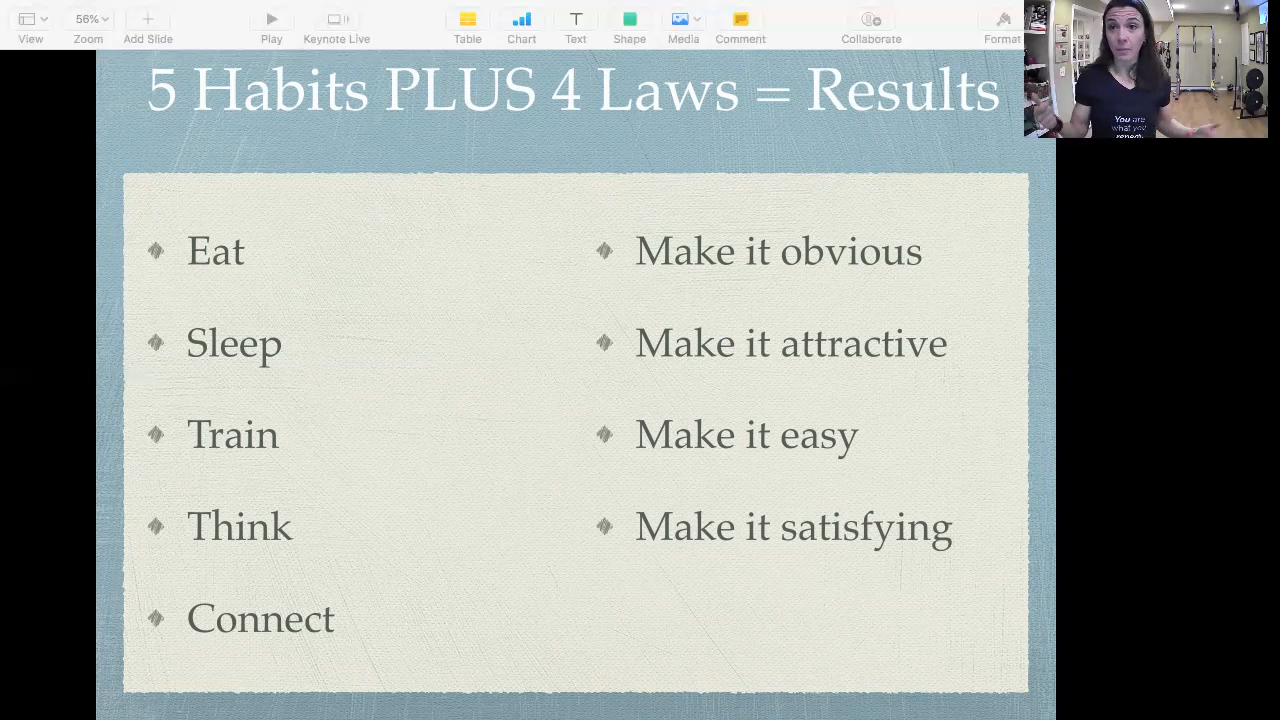 56%
View
Zoom
Add Slide
Play
Keynote Live
Table
Chart
Text
Shape
Media
Comment
Collaborate
Format
5 Habits PLUS 4 Laws = Results
You are
what you
Eat
Sleep
Train
Think
Connect
Make it obvious
Make it attractive
Make it easy
Make it satisfying